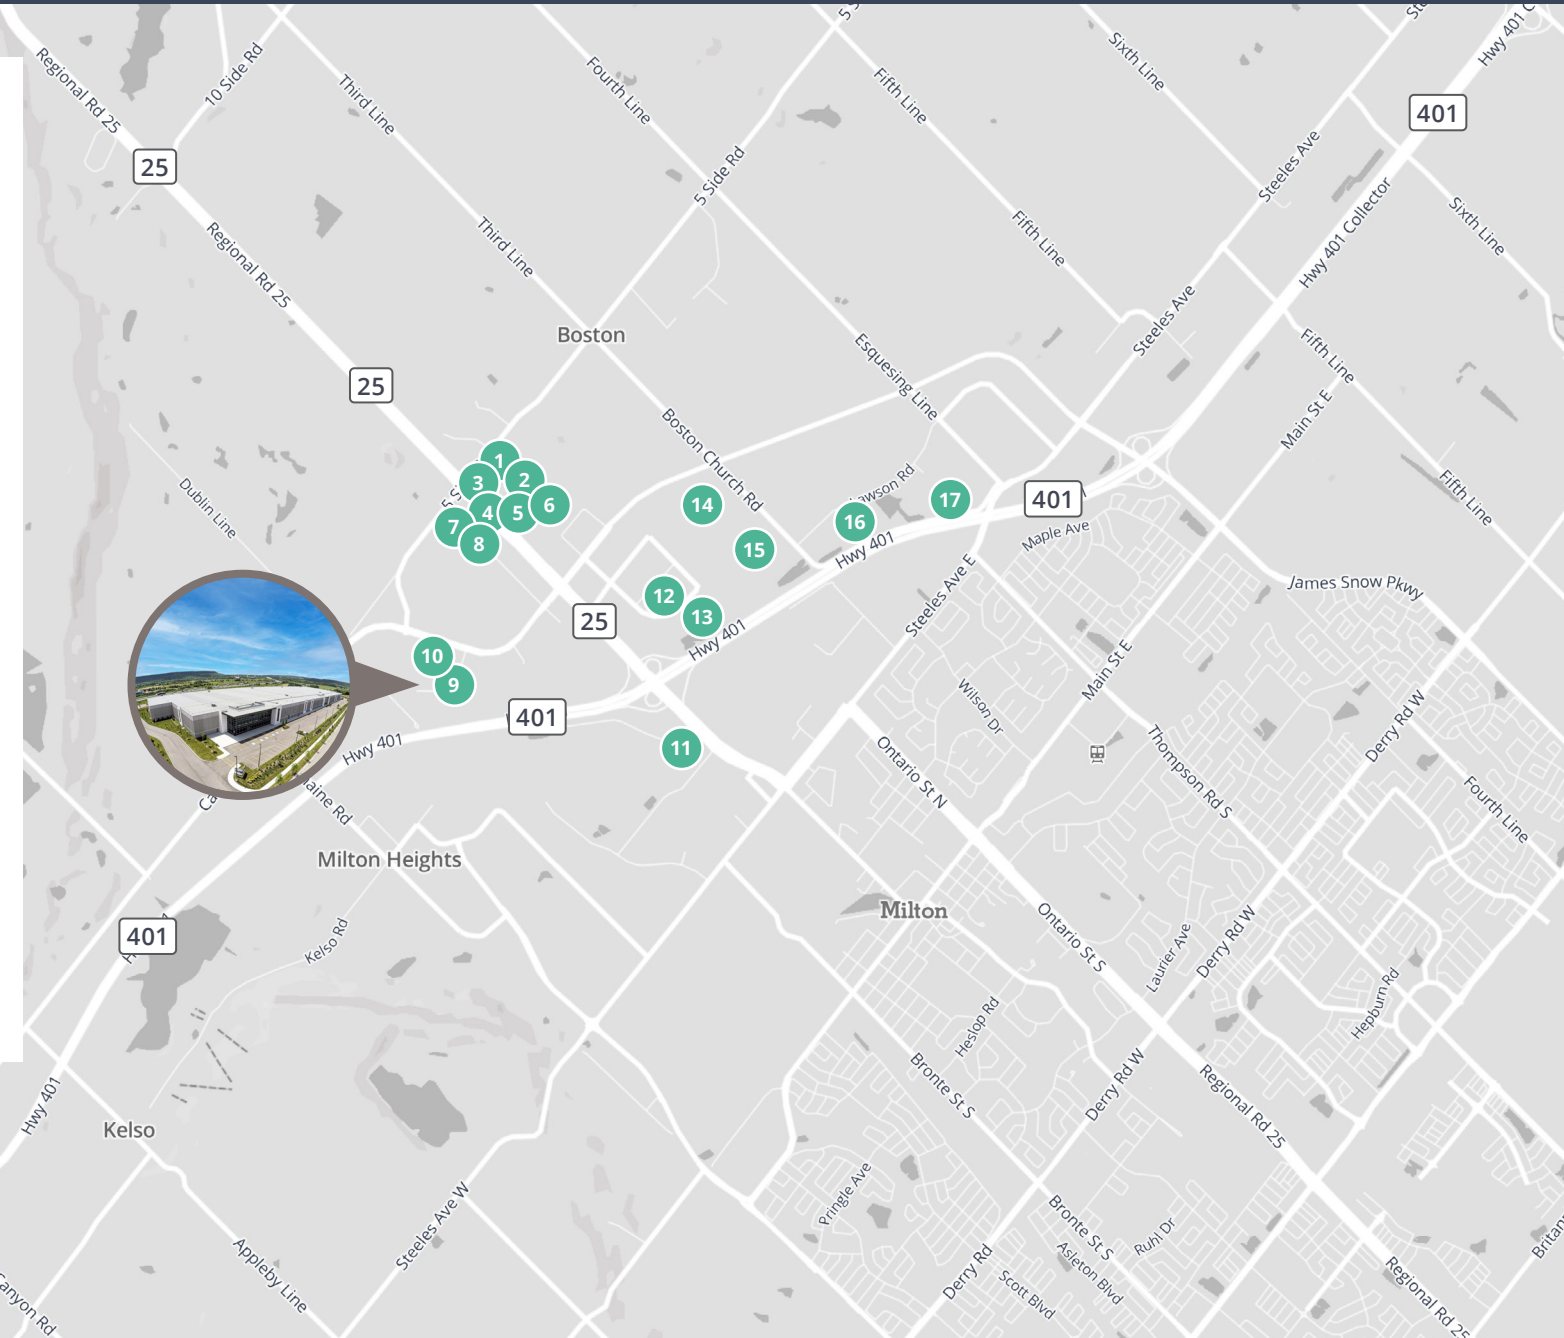 Hwy 401 C
10 Side Rd
Regional Rd 25
Third Line
Fourth Line
Fifth Line
Sixth Line
401
25
5 Side Rd
Steeles Ave
Hwy 401 Collector
Sixth Line
Regional Rd 25
Third Line
Fifth Line
Boston
Steeles Ave
Esquesing Line
Fifth Line
25
Main St E
Boston Church Rd
1
2
3
4
5
6
7
8
Dublin Line
14
15
16
17
Hwy 401
401
Maple Ave
Fifth Line
James Snow Pkwy
Steeles Ave E
12
13
Hwy 401
25
10
9
401
Hwy 401
11
Wilson Dr
Main St E
Derry Rd W
Ontario St N
Thompson Rd S
Fourth Line
Milton Heights
Milton
401
Kelso Rd
Ontario St S
Laurier Ave
Derry Rd W
Hepburn Rd
Heslop Rd
Bronte St S
Derry Rd W
Regional Rd 25
Hwy 401
Kelso
Pringle Ave
Steeles Ave W
Bronte St S
Ruhl Dr
Asleton Blvd
Scott Blvd
Derry Rd
Appleby Line
Regional Rd 25